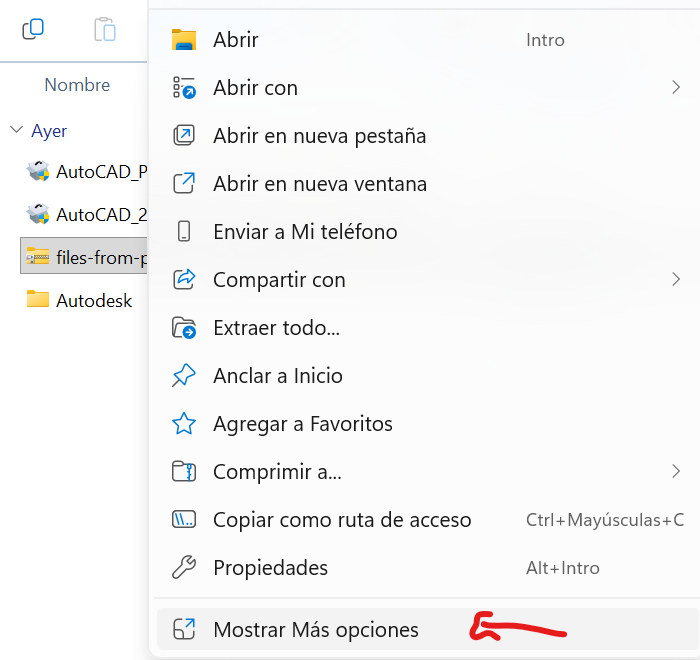 Nombre
Ayer
AutoCAD_P
AutoCAD_2
files-from-p
Autodesk
Abrir Intro
Abrir con
Abrir en nueva pestaña
Abrir en nueva ventana
Enviar a Mi teléfono
Compartir con
Extraer todo...
Anclar a Inicio
Agregar a Favoritos
Comprimir a...
Copiar como ruta de acceso Ctrl+Mayúsculas+C
Propiedades Alt+Intro
Mostrar Más opciones